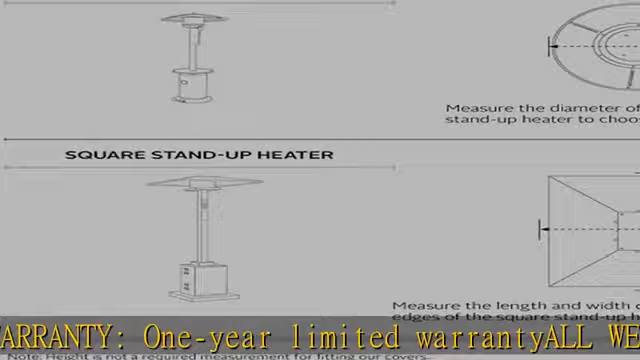 Measure the diameter of
stand-up heater to choos
SQUARE STAND-UP HEATER
Measure the length and width
edges of the square stand-up h
WARRANTY: One-year limited warrantyALL WE
Note: Height is not a required measurement for fitting our covers.